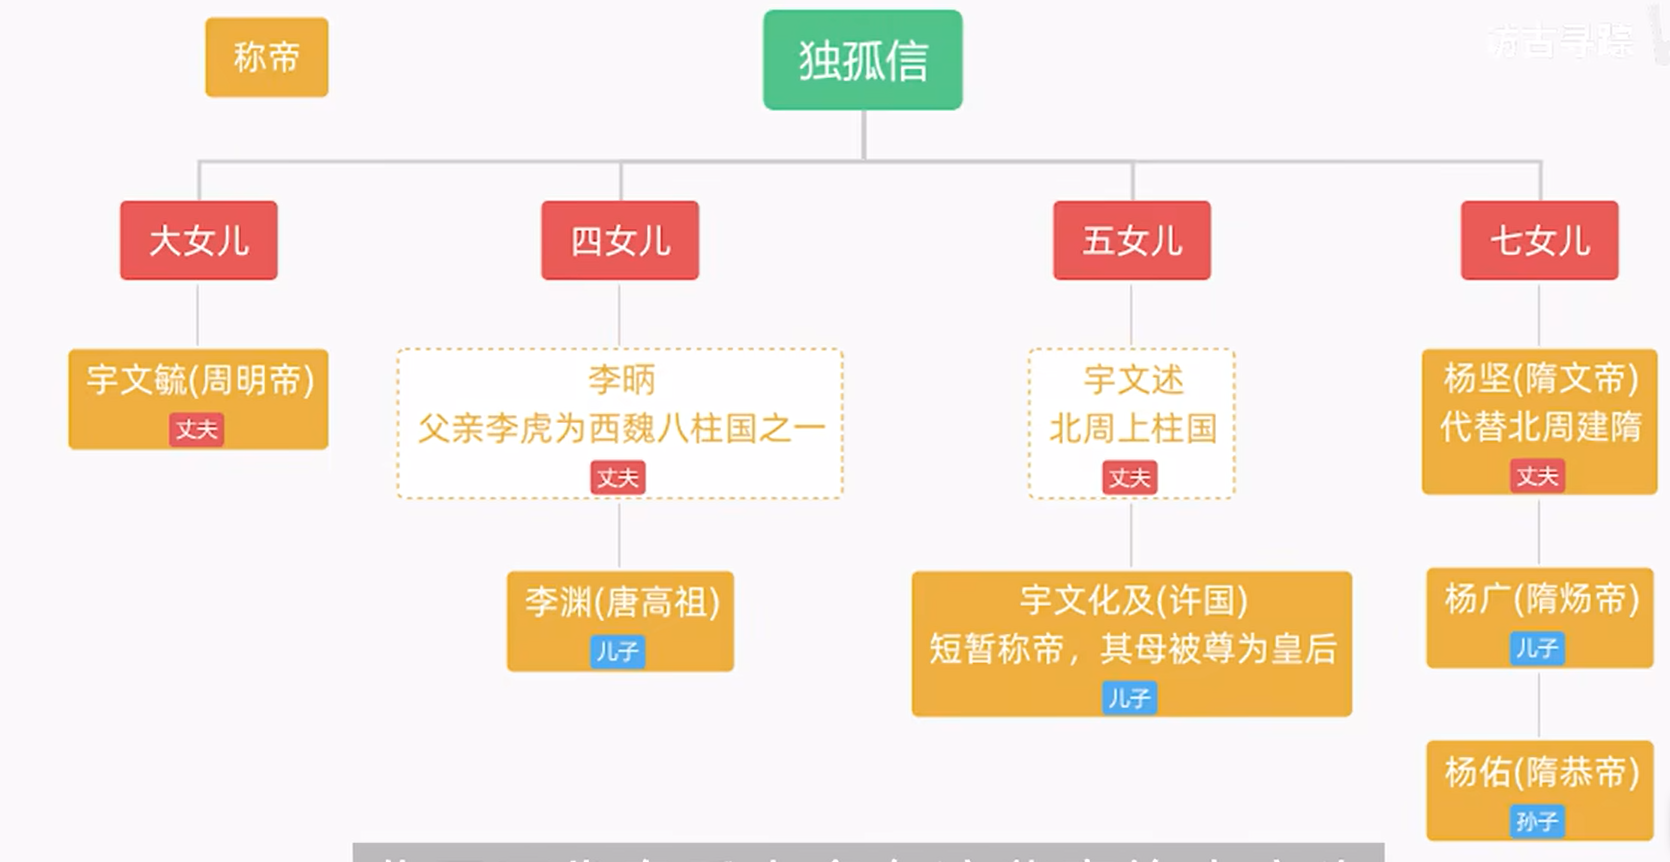 称帝
独孤信
大女儿
四女儿
五女儿
七女儿
宇文毓(周明帝)
丈夫
李昞
父亲李虎为西魏八柱国之一
丈夫
宇文述
北周上柱国
丈夫
杨坚(隋文帝)
代替北周建隋
丈夫
李渊(唐高祖)
儿子
宇文化及(许国)
短暂称帝，其母被尊为皇后
儿子
杨广(隋炀帝)
儿子
杨侑(隋恭帝)
孙子